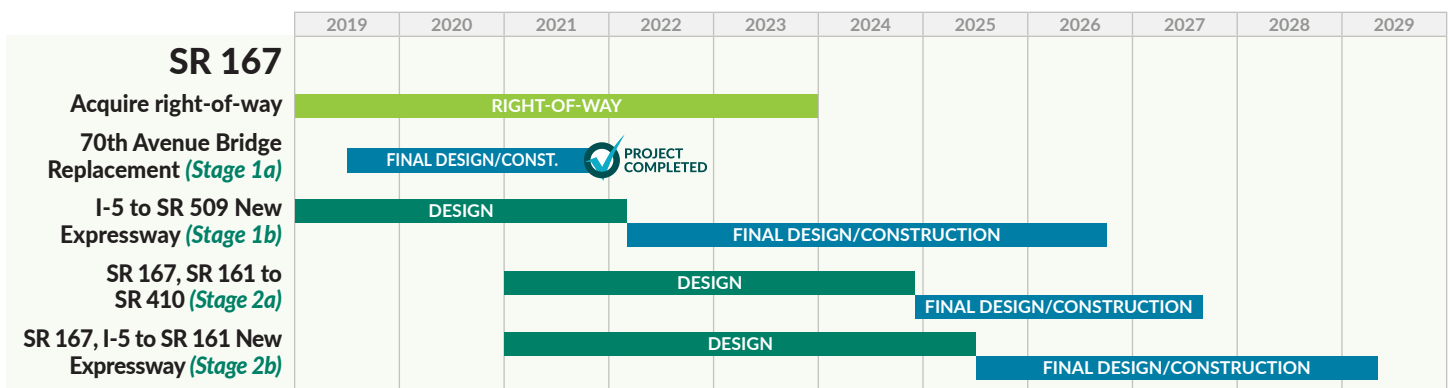 2019 2020 2021 2022 2023 2024 2025 2026 2027 2028 2029
SR 167
Acquire right-of-way
RIGHT-OF-WAY
70th Avenue Bridge
Replacement (Stage 1a)
FINAL DESIGN/CONST.
PROJECT
COMPLETED
I-5 to SR 509 New
Expressway (Stage 1b)
DESIGN
FINAL DESIGN/CONSTRUCTION
SR 167, SR 161 to
SR 410 (Stage 2a)
DESIGN
FINAL DESIGN/CONSTRUCTION
SR 167, I-5 to SR 161 New
Expressway (Stage 2b)
DESIGN
FINAL DESIGN/CONSTRUCTION